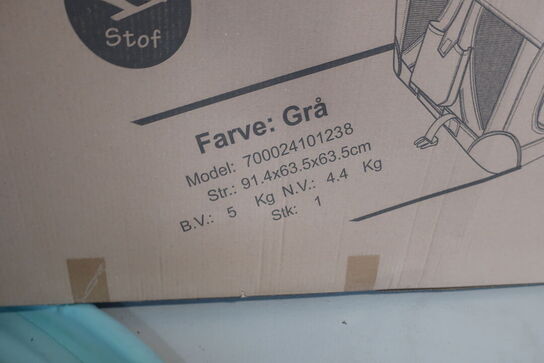 Stof
Farve: Grå
Model: 700024101238
Str.: 91.4x63.5x63.5cm
B.V.: 5 Kg N.V.: 4.4 Kg
Stk: 1